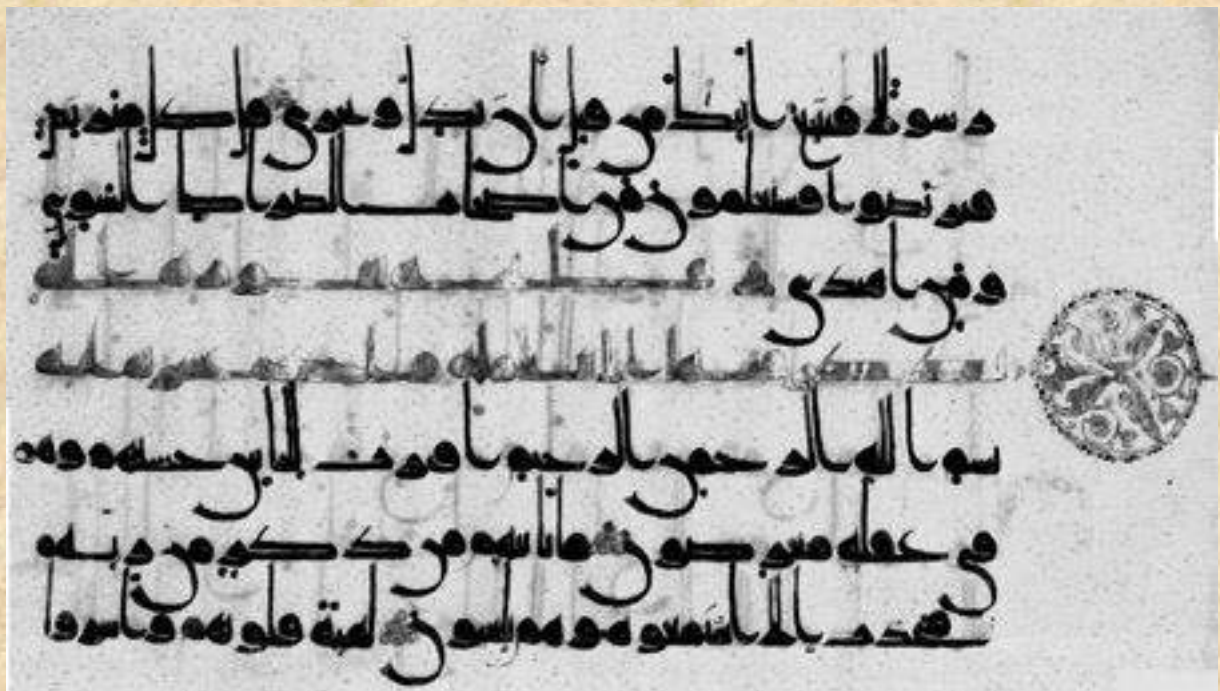 رسولا فنتبع ايتك من قبل ان نذل ونخزى قل كل متربص
فتربصوا فستعلمون من اصحب الصرط السوي
ومن اهتدى
بسم الله الرحمن الرحيم اقترب للناس حسبهم وهم
في غفلة معرضون ما ياتيهم من ذكر من ربهم
محدث الا استمعوه وهم يلعبون لهية قلوبهم واسروا